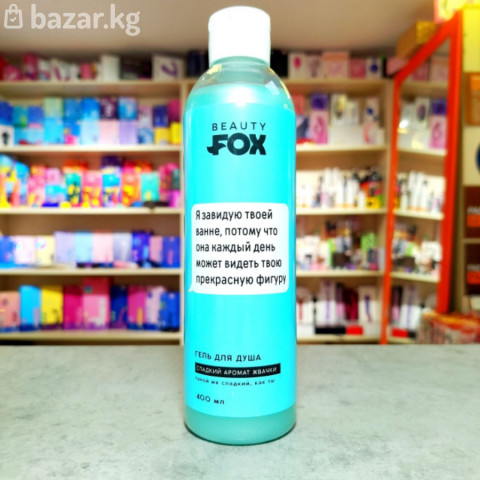 bazar.kg
BEAUTY
FOX
Я завидую твоей
ванне, потому что
она каждый день
может видеть твою
прекрасную фигуру
ГЕЛЬ ДЛЯ ДУША
СЛАДКИЙ АРОМАТ ЖВАЧКИ
такой же сладкий, как ты
400 мл